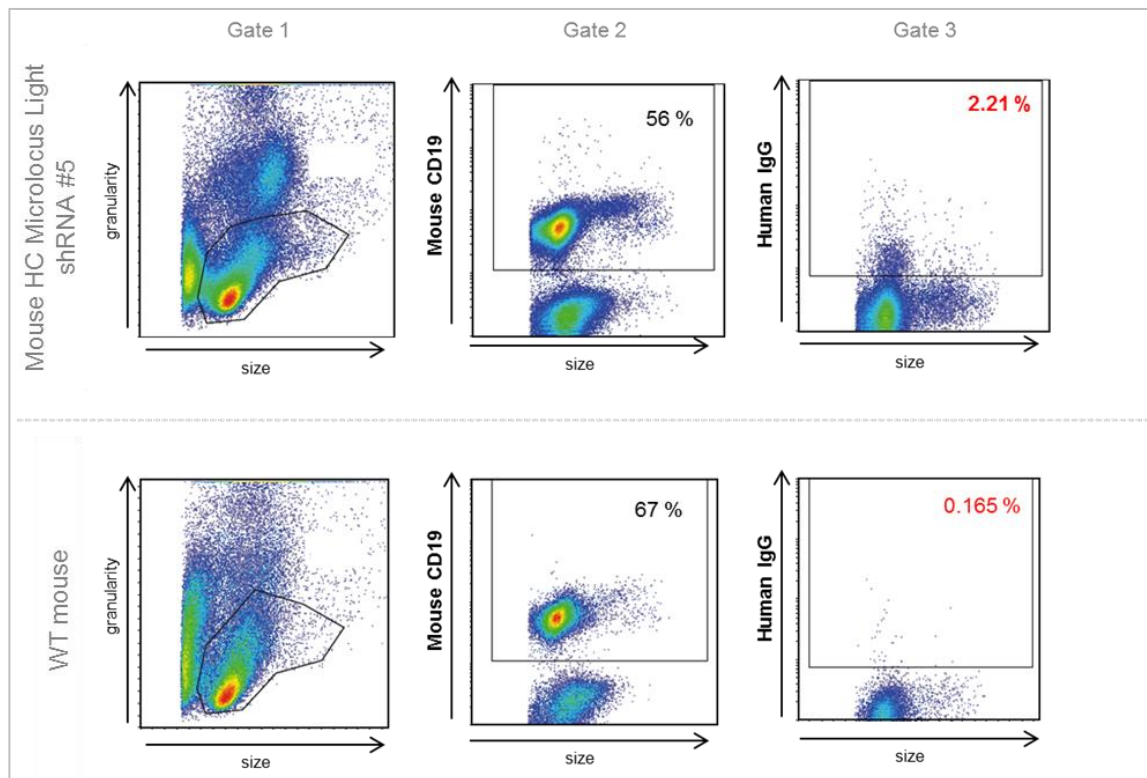 Gate 1
Gate 2
Gate 3
Mouse HC Microlocus Light
shRNA #5
granularity
size
Mouse CD19
56 %
size
Human IgG
2.21 %
size
WT mouse
granularity
size
Mouse CD19
67 %
size
Human IgG
0.165 %
size